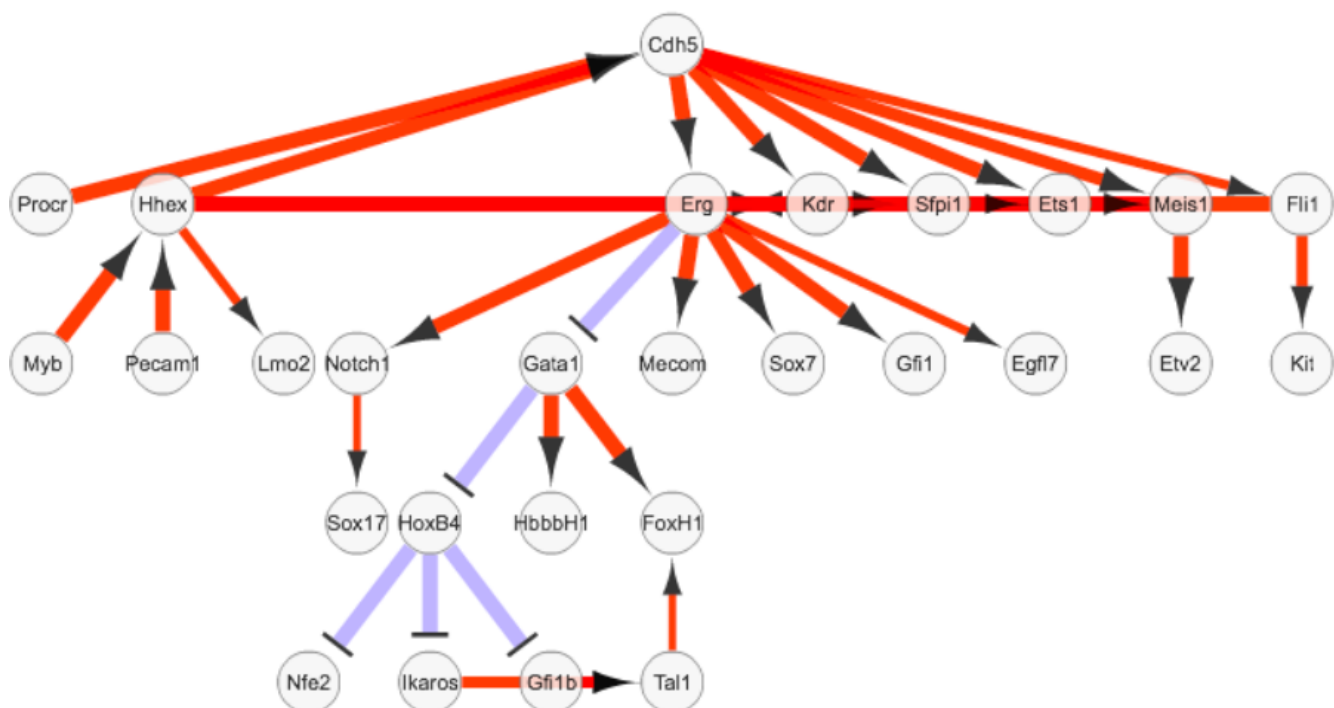 Cdh5
Procr Hhex Erg Kdr Sfpi1 Ets1 Meis1 Fli1
Myb Pecam1 Lmo2 Notch1 Gata1 Mecom Sox7 Gfi1 Egfl7 Etv2 Kit
Sox17 HoxB4 HbbbH1 FoxH1
Nfe2 Ikaros Gfi1b Tal1